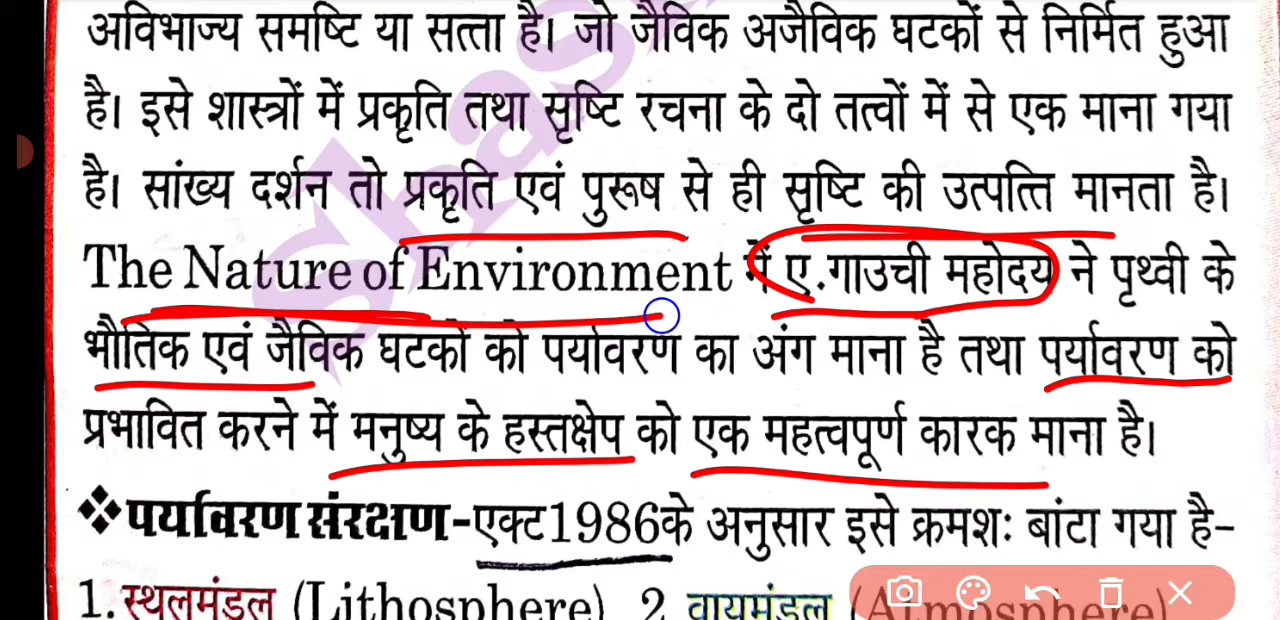 अविभाज्य समष्टि या सत्ता है। जो जैविक अजैविक घटकों से निर्मित हुआ
है। इसे शास्त्रों में प्रकृति तथा सृष्टि रचना के दो तत्वों में से एक माना गया
है। सांख्य दर्शन तो प्रकृति एवं पुरूष से ही सृष्टि की उत्पत्ति मानता है।
The Nature of Environment में ए.गाउची महोदय ने पृथ्वी के
भौतिक एवं जैविक घटकों को पर्यावरण का अंग माना है तथा पर्यावरण को
प्रभावित करने में मनुष्य के हस्तक्षेप को एक महत्वपूर्ण कारक माना है।
❖पर्यावरण संरक्षण-एक्ट1986के अनुसार इसे क्रमशः बांटा गया है-
1.स्थलमंडल (Lithosphere) 2 वायुमंडल (Atmosphere)